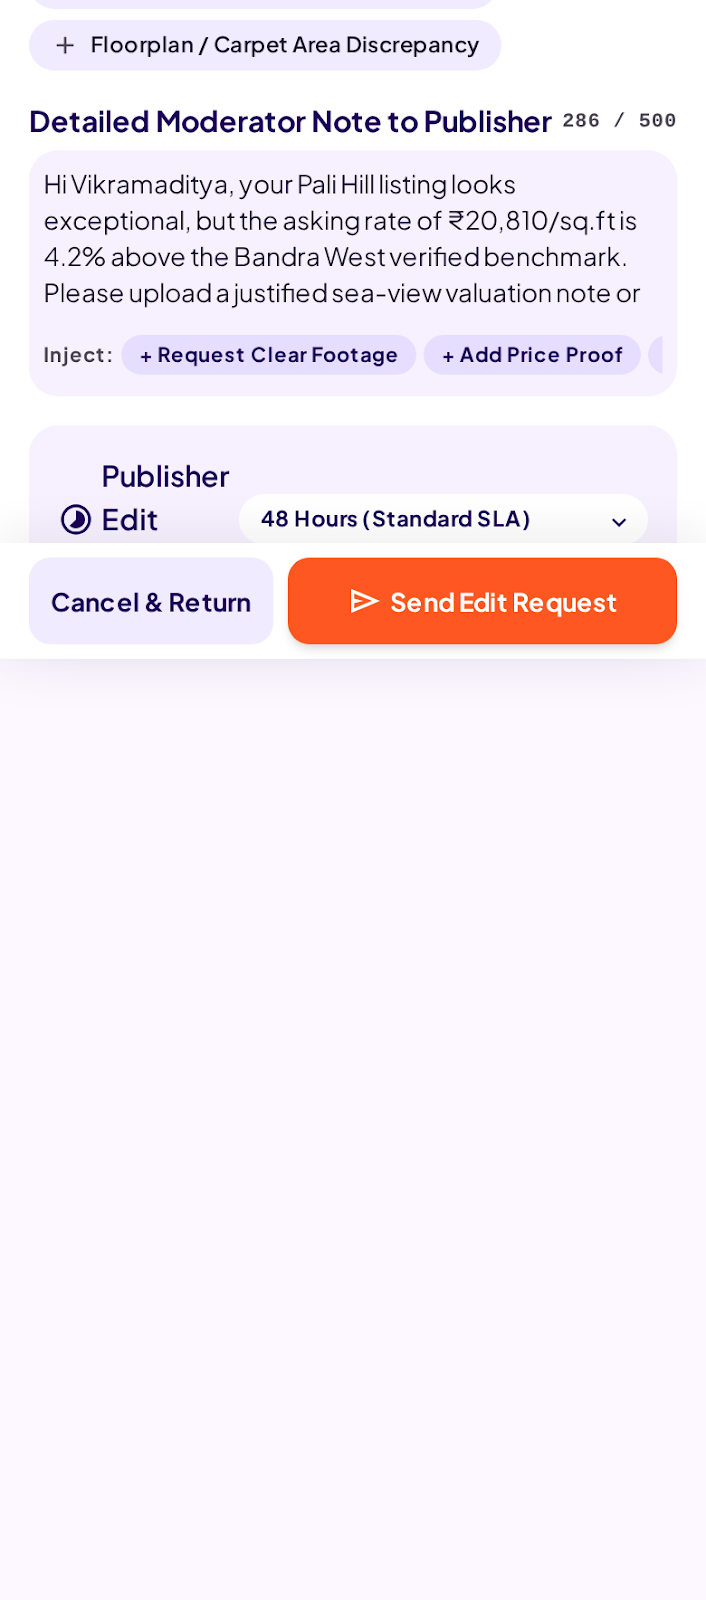 + Floorplan / Carpet Area Discrepancy
Detailed Moderator Note to Publisher 286 / 500
Hi Vikramaditya, your Pali Hill listing looks
exceptional, but the asking rate of ₹20,810/sq.ft is
4.2% above the Bandra West verified benchmark.
Please upload a justified sea-view valuation note or
Inject: + Request Clear Footage + Add Price Proof
Publisher
Edit
48 Hours (Standard SLA)
Cancel & Return Send Edit Request